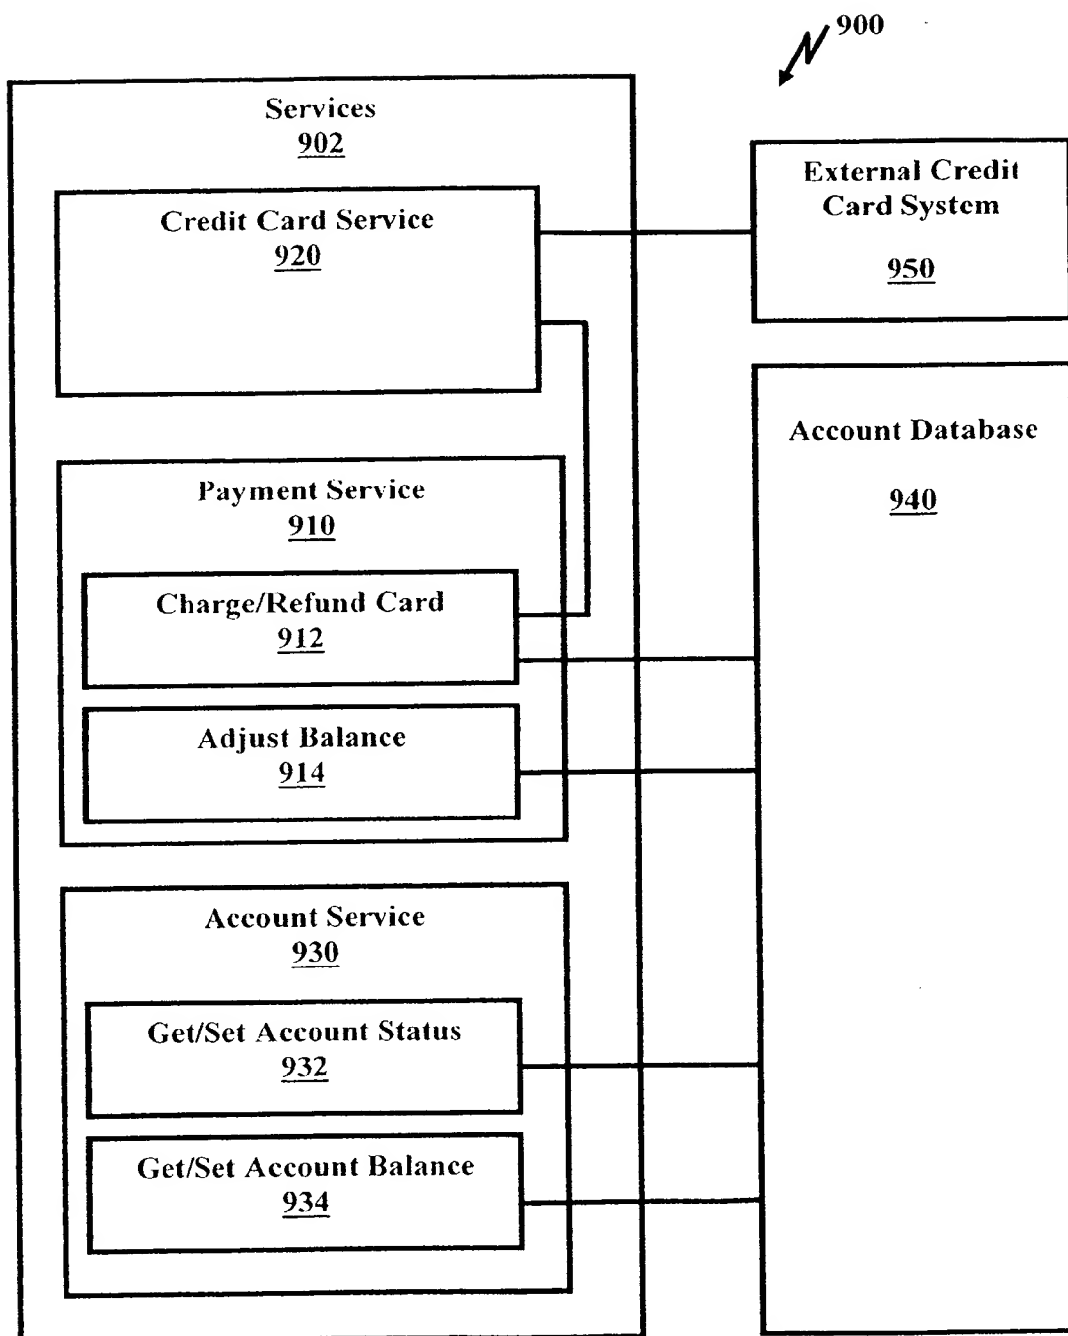 900
Services
902
Credit Card Service
920
External Credit
Card System
950
Account Database
940
Payment Service
910
Charge/Refund Card
912
Adjust Balance
914
Account Service
930
Get/Set Account Status
932
Get/Set Account Balance
934